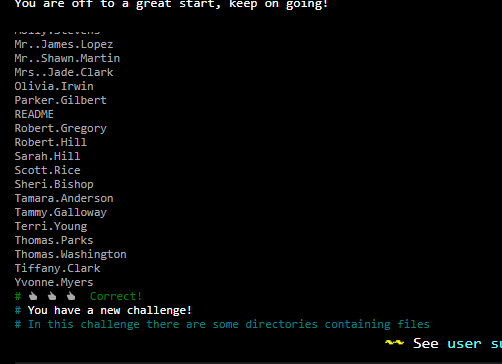 You are off to a great start, keep on going!
Molly.Stevens
Mr..James.Lopez
Mr..Shawn.Martin
Mrs..Jade.Clark
Olivia.Irwin
Parker.Gilbert
README
Robert.Gregory
Robert.Hill
Sarah.Hill
Scott.Rice
Sheri.Bishop
Tamara.Anderson
Tammy.Galloway
Terri.Young
Thomas.Parks
Thomas.Washington
Tiffany.Clark
Yvonne.Myers
# 👍 👍 👍 Correct!
# You have a new challenge!
# In this challenge there are some directories containing files
See user su